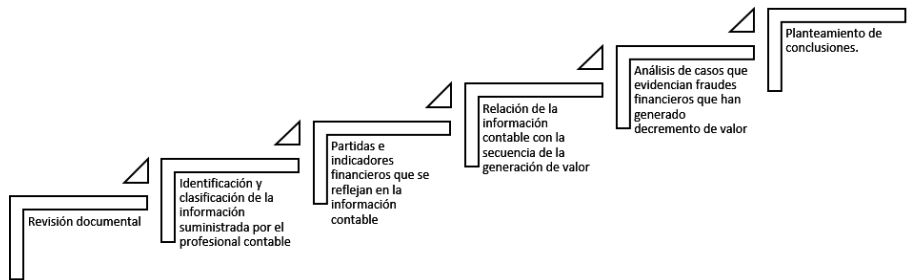 Revisión documental
Identificación y
clasificación de la
información
suministrada por el
profesional contable
Partidas e
indicadores
financieros que se
reflejan en la
información
contable
Relación de la
información
contable con la
secuencia de la
generación de valor
Análisis de casos que
evidencian fraudes
financieros que han
generado
decremento de valor
Planteamiento de
conclusiones.